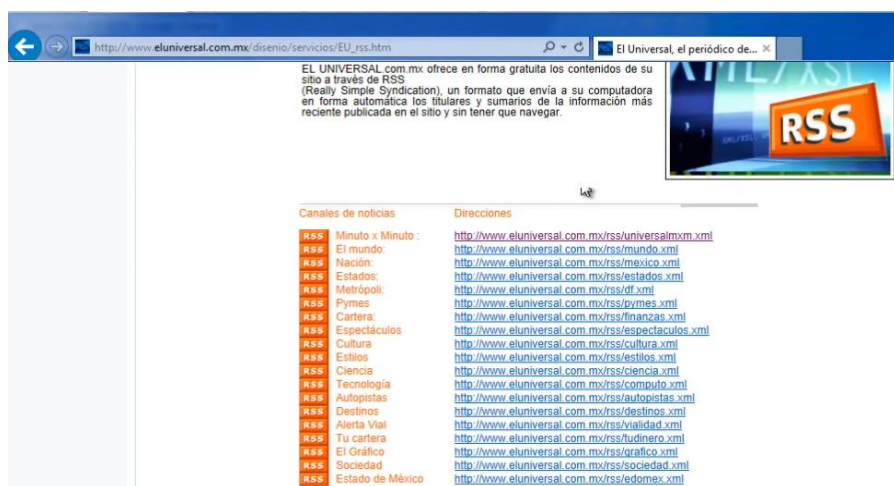 http://www.eluniversal.com.mx/disenio/servicios/EU_rss.htm
El Universal, el periódico de...
EL UNIVERSAL.com.mx ofrece en forma gratuita los contenidos de su
sitio a través de RSS
(Really Simple Syndication), un formato que envía a su computadora
en forma automática los titulares y sumarios de la información más
reciente publicada en el sitio y sin tener que navegar.
XML/XSL
RSS
Canales de noticias Direcciones
RSS Minuto x Minuto : http://www.eluniversal.com.mx/rss/universalmxm.xml
RSS El mundo: http://www.eluniversal.com.mx/rss/mundo.xml
RSS Nación: http://www.eluniversal.com.mx/rss/mexico.xml
RSS Estados: http://www.eluniversal.com.mx/rss/estados.xml
RSS Metrópoli: http://www.eluniversal.com.mx/rss/df.xml
RSS Pymes http://www.eluniversal.com.mx/rss/pymes.xml
RSS Cartera: http://www.eluniversal.com.mx/rss/finanzas.xml
RSS Espectáculos http://www.eluniversal.com.mx/rss/espectaculos.xml
RSS Cultura http://www.eluniversal.com.mx/rss/cultura.xml
RSS Estilos http://www.eluniversal.com.mx/rss/estilos.xml
RSS Ciencia http://www.eluniversal.com.mx/rss/ciencia.xml
RSS Tecnología http://www.eluniversal.com.mx/rss/computo.xml
RSS Autopistas http://www.eluniversal.com.mx/rss/autopistas.xml
RSS Destinos http://www.eluniversal.com.mx/rss/destinos.xml
RSS Alerta Vial http://www.eluniversal.com.mx/rss/vialidad.xml
RSS Tu cartera http://www.eluniversal.com.mx/rss/tudinero.xml
RSS El Gráfico http://www.eluniversal.com.mx/rss/grafico.xml
RSS Sociedad http://www.eluniversal.com.mx/rss/sociedad.xml
RSS Estado de México http://www.eluniversal.com.mx/rss/edomex.xml